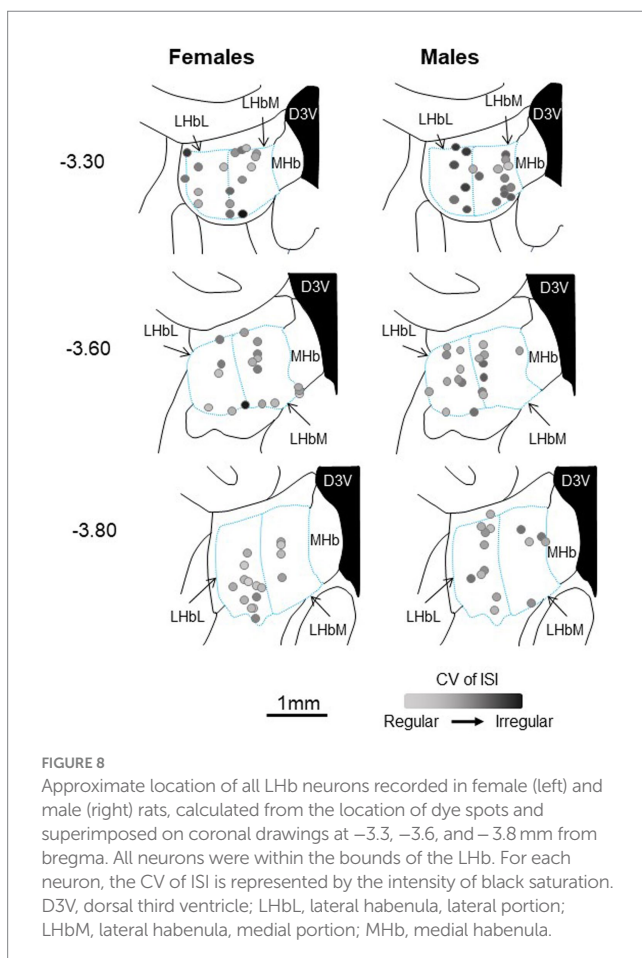 Females Males
LHbM D3V LHbM D3V
LHbL LHbL
-3.30 MHb MHb
D3V D3V
LHbL LHbL
-3.60 MHb MHb
LHbM LHbM
D3V D3V
-3.80 MHb MHb
LHbL LHbL
LHbM LHbM
CV of ISI
1mm
Regular Irregular
FIGURE 8
Approximate location of all LHb neurons recorded in female (left) and
male (right) rats, calculated from the location of dye spots and
superimposed on coronal drawings at −3.3, −3.6, and − 3.8 mm from
bregma. All neurons were within the bounds of the LHb. For each
neuron, the CV of ISI is represented by the intensity of black saturation.
D3V, dorsal third ventricle; LHbL, lateral habenula, lateral portion;
LHbM, lateral habenula, medial portion; MHb, medial habenula.